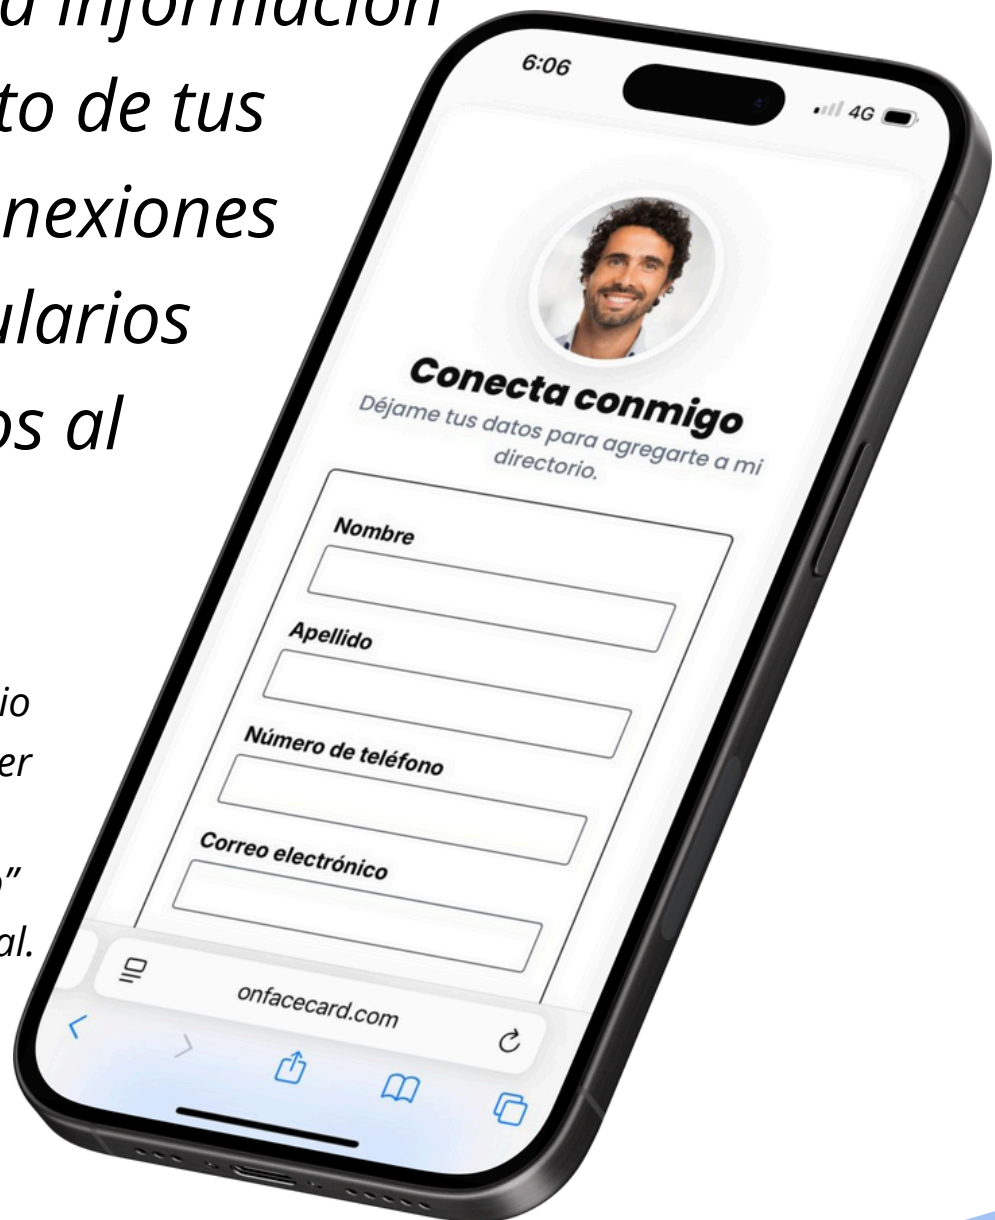 a información
to de tus
nexiones
ularios
os al
io
er
o”
al.
6:06
4G
Conecta conmigo
Déjame tus datos para agregarte a mi
directorio.
Nombre
Apellido
Número de teléfono
Correo electrónico
onfacecard.com